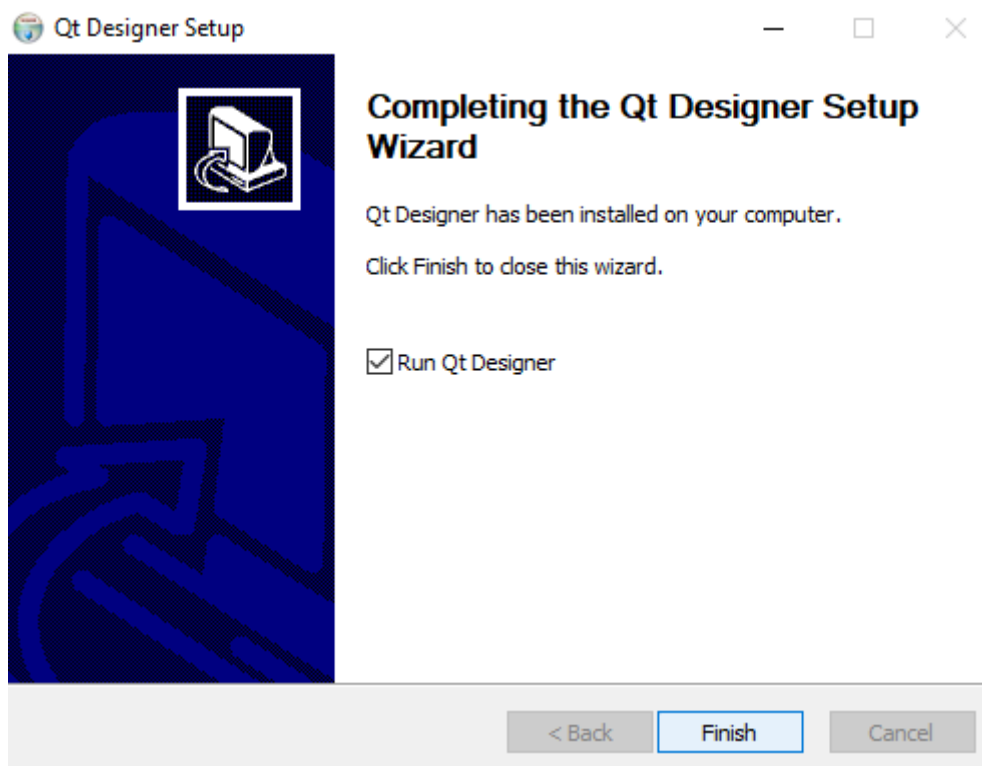 Qt Designer Setup
Completing the Qt Designer Setup
Wizard
Qt Designer has been installed on your computer.
Click Finish to close this wizard.
Run Qt Designer
< Back
Finish
Cancel